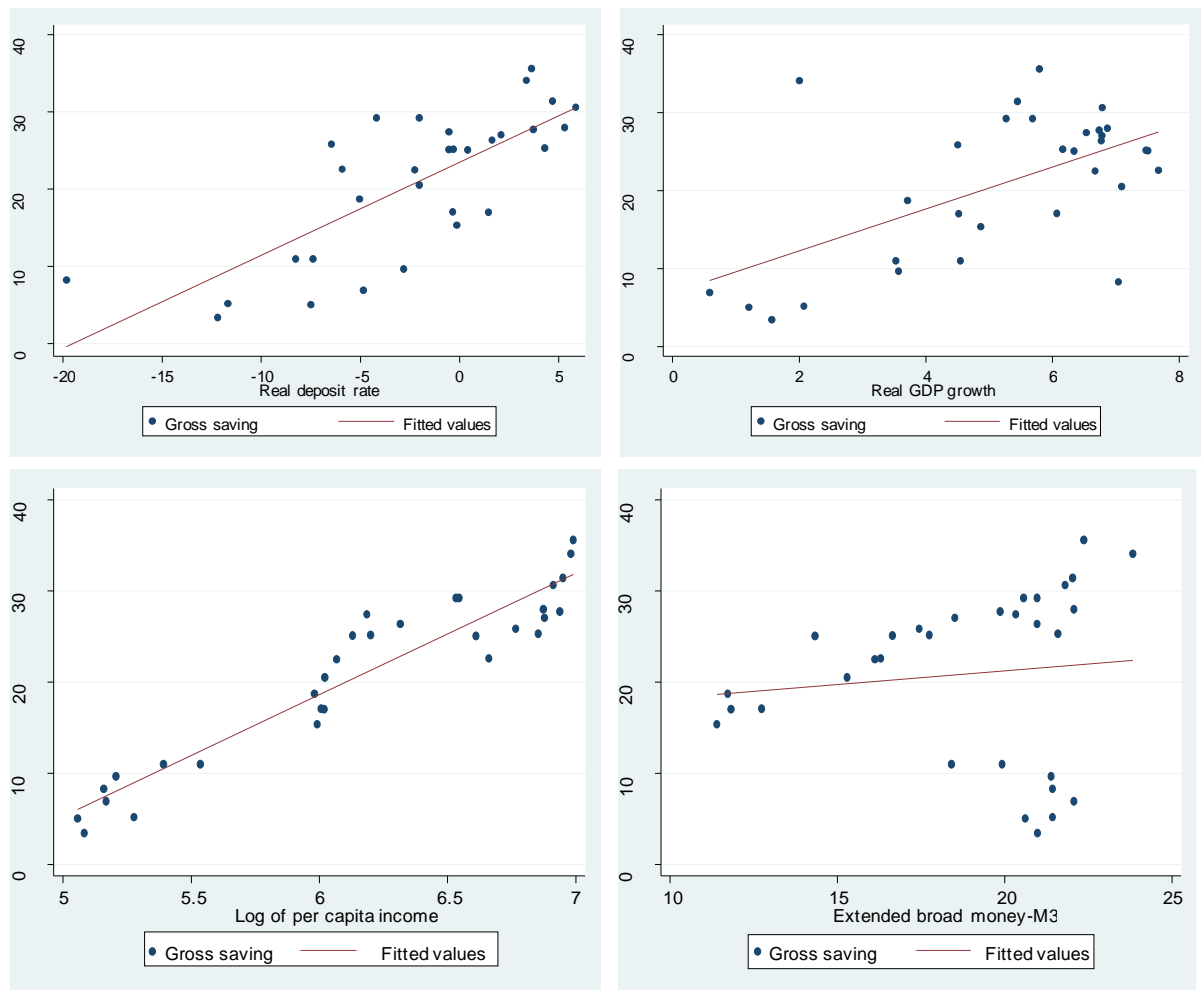 40
30
20
10
0
-20 -15 -10 -5 0 5
Real deposit rate
Gross saving Fitted values
40
30
20
10
0
0 2 4 6 8
Real GDP growth
Gross saving Fitted values
40
30
20
10
0
5 5.5 6 6.5 7
Log of per capita income
Gross saving Fitted values
40
30
20
10
0
10 15 20 25
Extended broad money-M3
Gross saving Fitted values